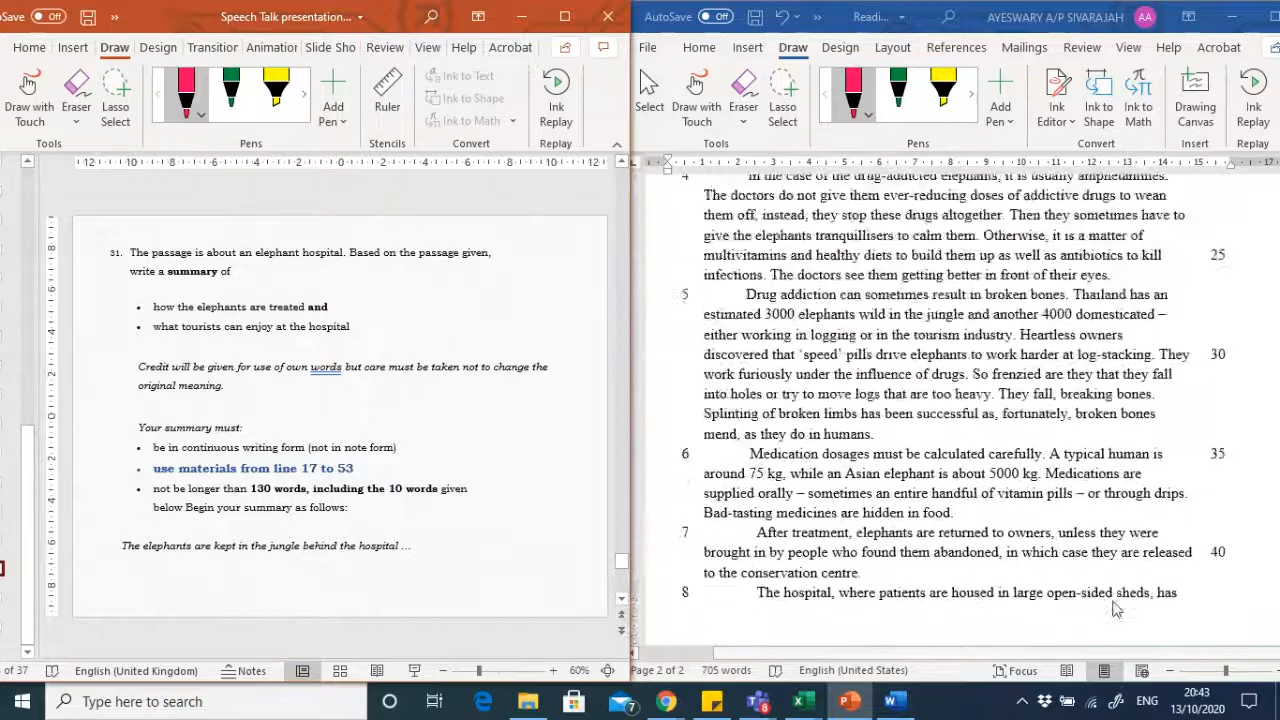 Save Off Speech Talk presentation...
AutoSave Off Readi... AYESWARY A/P SIVARAJAH AA
Home Insert Draw Design Transition Animation Slide Sho Review View Help Acrobat
File Home Insert Draw Design Layout References Mailings Review View Help Acrobat
Draw with Touch
Eraser
Lasso Select
Add Pen
Ruler
Ink to Text
Ink to Shape
Ink to Math
Ink Replay
Tools Pens Stencils Convert Replay
Select
Draw with Touch
Eraser
Lasso Select
Add Pen
Ink Editor
Ink to Shape
Ink to Math
Drawing Canvas
Ink Replay
Tools Pens Convert Insert Replay
31. The passage is about an elephant hospital. Based on the passage given,
write a summary of
• how the elephants are treated and
• what tourists can enjoy at the hospital
Credit will be given for use of own words but care must be taken not to change the
original meaning.
Your summary must:
• be in continuous writing form (not in note form)
• use materials from line 17 to 53
• not be longer than 130 words, including the 10 words given
below Begin your summary as follows:
The elephants are kept in the jungle behind the hospital ...
4 In the case of the drug-addicted elephants, it is usually amphetamines.
The doctors do not give them ever-reducing doses of addictive drugs to wean
them off, instead, they stop these drugs altogether. Then they sometimes have to
give the elephants tranquillisers to calm them. Otherwise, it is a matter of
multivitamins and healthy diets to build them up as well as antibiotics to kill 25
infections. The doctors see them getting better in front of their eyes.
5 Drug addiction can sometimes result in broken bones. Thailand has an
estimated 3000 elephants wild in the jungle and another 4000 domesticated –
either working in logging or in the tourism industry. Heartless owners
discovered that 'speed' pills drive elephants to work harder at log-stacking. They 30
work furiously under the influence of drugs. So frenzied are they that they fall
into holes or try to move logs that are too heavy. They fall, breaking bones.
Splinting of broken limbs has been successful as, fortunately, broken bones
mend, as they do in humans.
6 Medication dosages must be calculated carefully. A typical human is 35
around 75 kg, while an Asian elephant is about 5000 kg. Medications are
supplied orally – sometimes an entire handful of vitamin pills – or through drips.
Bad-tasting medicines are hidden in food.
7 After treatment, elephants are returned to owners, unless they were
brought in by people who found them abandoned, in which case they are released 40
to the conservation centre.
8 The hospital, where patients are housed in large open-sided sheds, has
of 37 English (United Kingdom) Notes 60%
Page 2 of 2 705 words English (United States) Focus
Type here to search
7
8
ENG
20:43
13/10/2020